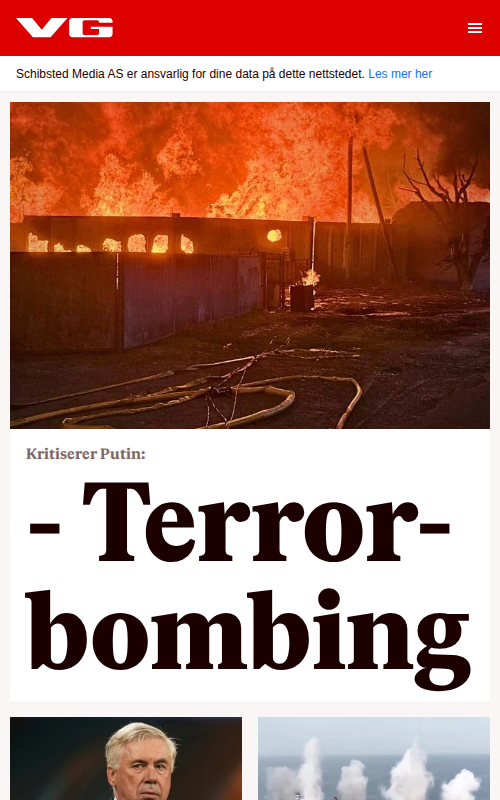 VG
Schibsted Media AS er ansvarlig for dine data på dette nettstedet. Les mer her
Kritiserer Putin:
- Terror-
bombing